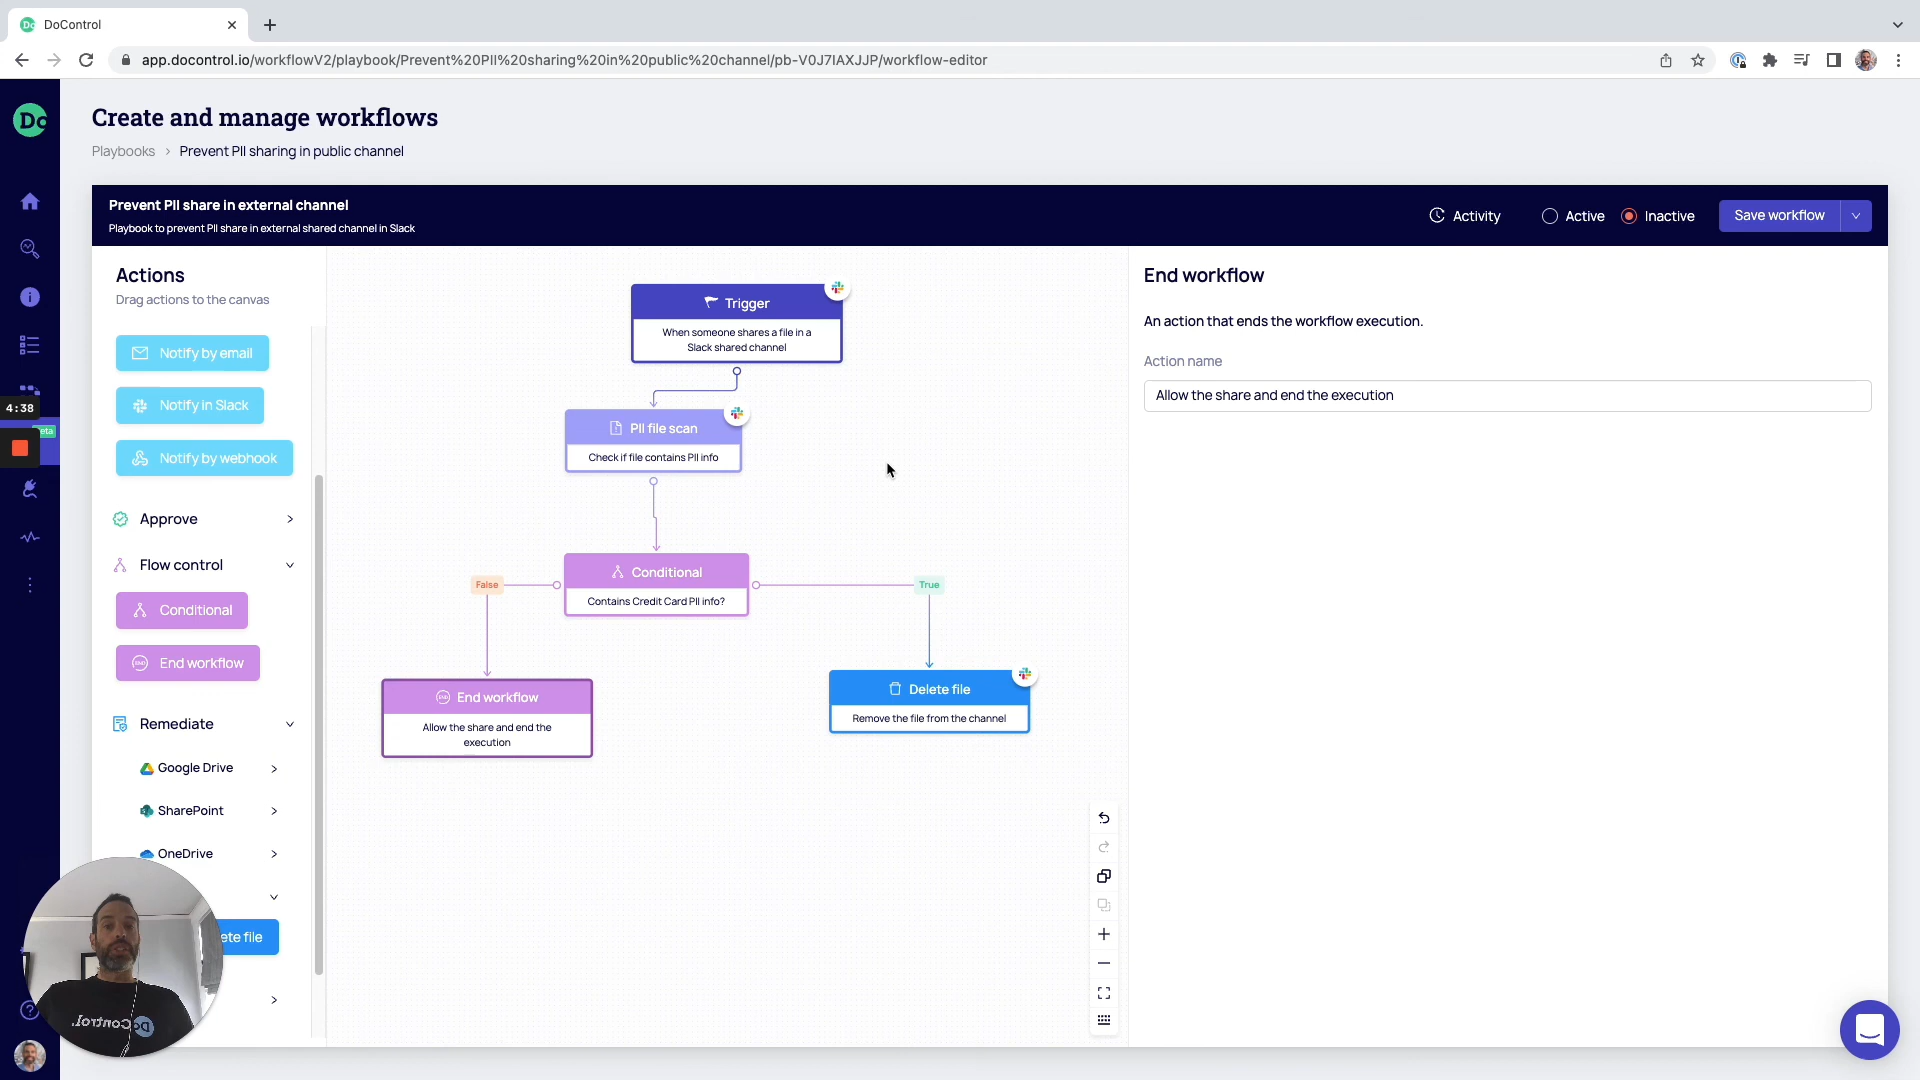 DoControl
app.docontrol.io/workflowV2/playbook/Prevent%20PII%20sharing%20in%20public%20channel/pb-V0J7IAXJJP/workflow-editor
Do
Create and manage workflows
Playbooks > Prevent PII sharing in public channel
Prevent PII share in external channel
Playbook to prevent PII share in external shared channel in Slack
Activity
Active
Inactive
Save workflow
Actions
Drag actions to the canvas
Notify by email
Notify in Slack
Notify by webhook
4:38
eta
Approve
Flow control
Conditional
End workflow
Remediate
Google Drive
SharePoint
OneDrive
ete file
DoControl.
Trigger
When someone shares a file in a
Slack shared channel
PII file scan
Check if file contains PII info
Conditional
Contains Credit Card PII info?
False
True
End workflow
Allow the share and end the
execution
Delete file
Remove the file from the channel
End workflow
An action that ends the workflow execution.
Action name
Allow the share and end the execution